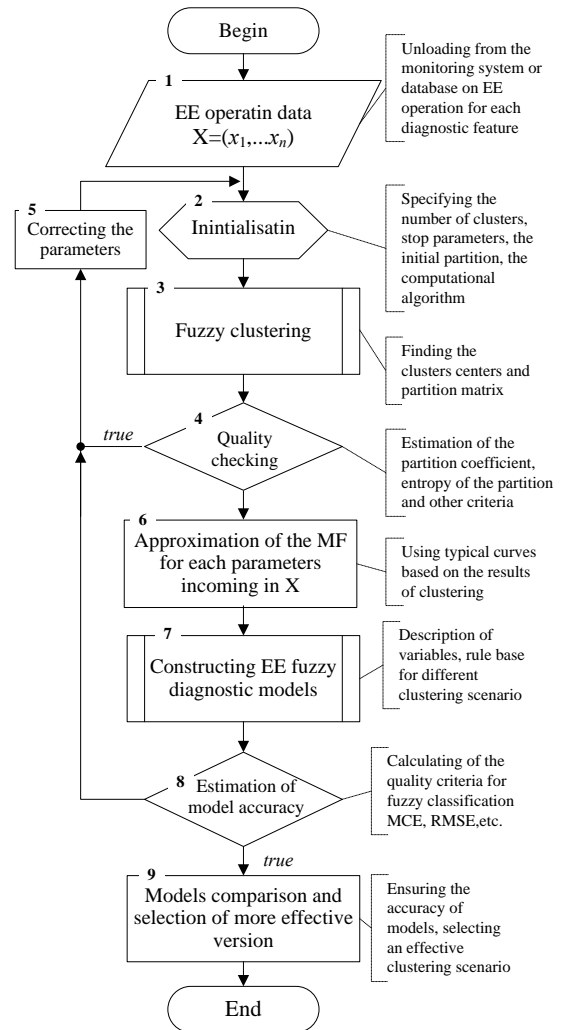 Begin
1
EE operatin data
X=(x1,...xn)
Unloading from the
monitoring system or
database on EE
operation for each
diagnostic feature
5
Correcting the
parameters
2
Inintialisatin
Specifying the
number of clusters,
stop parameters, the
initial partition, the
computational
algorithm
3
Fuzzy clustering
Finding the
clusters centers and
partition matrix
true
4
Quality
checking
Estimation of the
partition coefficient,
entropy of the partition
and other criteria
6
Approximation of the MF
for each parameters
incoming in X
Using typical curves
based on the results
of clustering
7
Constructing EE fuzzy
diagnostic models
Description of
variables, rule base
for different
clustering scenario
8
Estimation of
model accuracy
Calculating of the
quality criteria for
fuzzy classification
MCE, RMSE,etc.
true
9
Models comparison and
selection of more effective
version
Ensuring the
accuracy of
models, selecting
an effective
clustering scenario
End